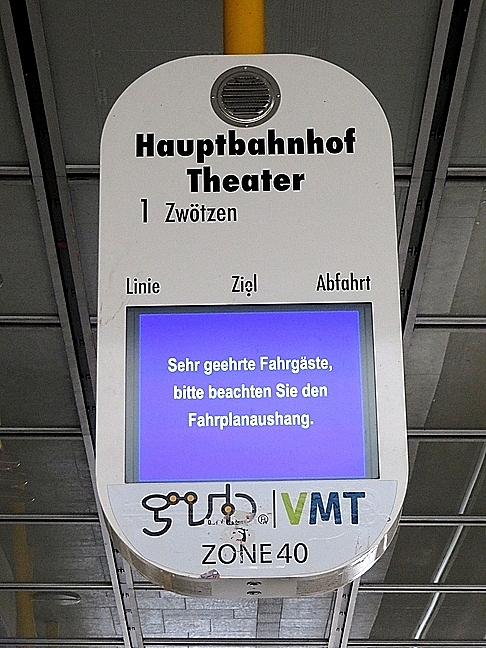 Hauptbahnhof
Theater
1 Zwötzen
Linie Ziel Abfahrt
Sehr geehrte Fahrgäste,
bitte beachten Sie den
Fahrplanaushang.
gvb ® | VMT
ZONE 40